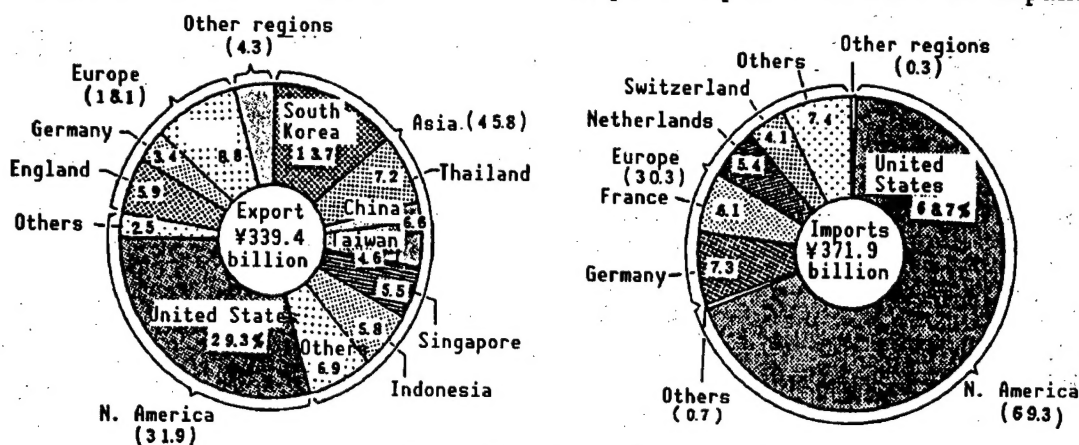 Other regions
(4.3)
Europe
(18.1)
Germany
England
Others
South
Korea
13.7
Asia (45.8)
7.2
Thailand
China
6.6
Taiwan
4.6
5.5
Singapore
5.8
Indonesia
Other
6.9
United States
29.3%
N. America
(31.9)
2.5
5.9
3.4
8.8
Export
¥339.4
billion
Other regions
(0.3)
Others
Switzerland
Netherlands
Europe
(30.3)
France
Germany
Others
(0.7)
7.4
4.1
5.4
6.1
7.3
United
States
68.7%
Imports
¥371.9
billion
N. America
(69.3)